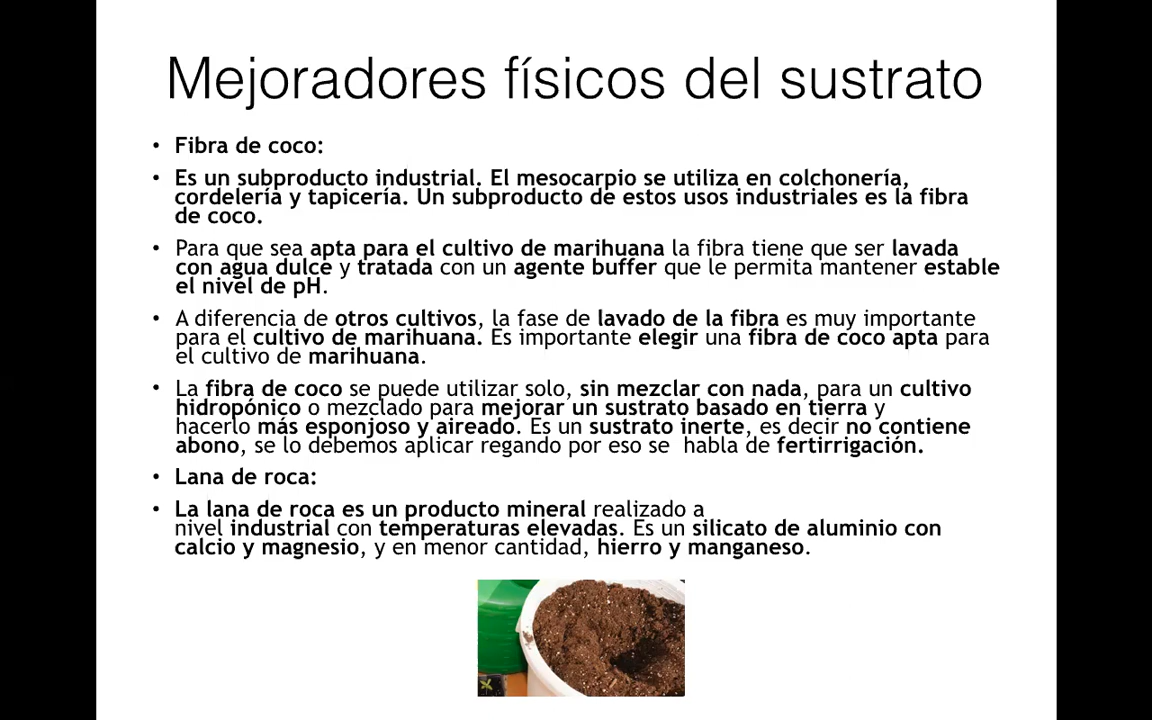 Mejoradores físicos del sustrato
• Fibra de coco:
• Es un subproducto industrial. El mesocarpio se utiliza en colchonería,
cordelería y tapicería. Un subproducto de estos usos industriales es la fibra
de coco.
• Para que sea apta para el cultivo de marihuana la fibra tiene que ser lavada
con agua dulce y tratada con un agente buffer que le permita mantener estable
el nivel de pH.
• A diferencia de otros cultivos, la fase de lavado de la fibra es muy importante
para el cultivo de marihuana. Es importante elegir una fibra de coco apta para
el cultivo de marihuana.
• La fibra de coco se puede utilizar solo, sin mezclar con nada, para un cultivo
hidropónico o mezclado para mejorar un sustrato basado en tierra y
hacerlo más esponjoso y aireado. Es un sustrato inerte, es decir no contiene
abono, se lo debemos aplicar regando por eso se habla de fertirrigación.
• Lana de roca:
• La lana de roca es un producto mineral realizado a
nivel industrial con temperaturas elevadas. Es un silicato de aluminio con
calcio y magnesio, y en menor cantidad, hierro y manganeso.